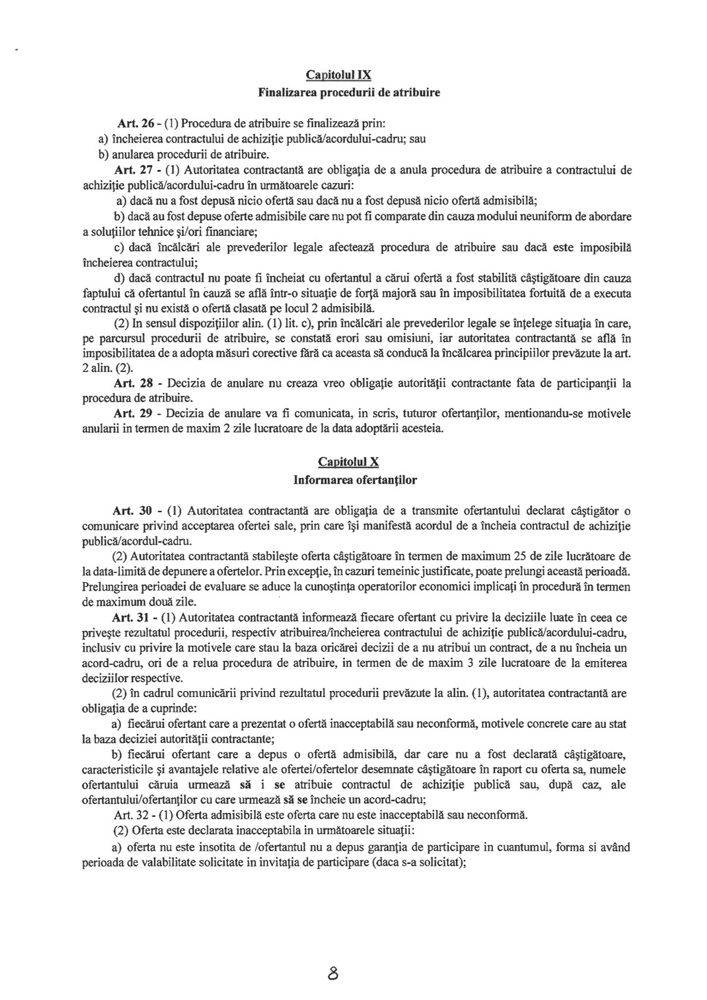 Capitolul IX
Finalizarea procedurii de atribuire
Art. 26 - (1) Procedura de atribuire se finalizează prin:
a) încheierea contractului de achiziţie publică/acordului-cadru; sau
b) anularea procedurii de atribuire.
Art. 27 - (1) Autoritatea contractantă are obligaţia de a anula procedura de atribuire a contractului de
achiziţie publică/acordului-cadru în următoarele cazuri:
a) dacă nu a fost depusă nicio ofertă sau dacă nu a fost depusă nicio ofertă admisibilă;
b) dacă au fost depuse oferte admisibile care nu pot fi comparate din cauza modului neuniform de abordare
a soluţiilor tehnice şi/ori financiare;
c) dacă încălcări ale prevederilor legale afectează procedura de atribuire sau dacă este imposibilă
încheierea contractului;
d) dacă contractul nu poate fi încheiat cu ofertantul a cărui ofertă a fost stabilită câştigătoare din cauza
faptului că ofertantul în cauză se află într-o situaţie de forţă majoră sau în imposibilitatea fortuită de a executa
contractul şi nu există o ofertă clasată pe locul 2 admisibilă.
(2) In sensul dispoziţiilor alin. (1) lit. c), prin încălcări ale prevederilor legale se înţelege situaţia în care,
pe parcursul procedurii de atribuire, se constată erori sau omisiuni, iar autoritatea contractantă se află în
imposibilitatea de a adopta măsuri corective fără ca aceasta să conducă la încălcarea principiilor prevăzute la art.
2 alin. (2).
Art. 28 - Decizia de anulare nu creaza vreo obligaţie autorităţii contractante fata de participanţii la
procedura de atribuire.
Art. 29 - Decizia de anulare va fi comunicata, in scris, tuturor ofertanţilor, mentionandu-se motivele
anularii in termen de maxim 2 zile lucratoare de la data adoptării acesteia.
Capitolul X
Informarea ofertanţilor
Art. 30 - (1) Autoritatea contractantă are obligaţia de a transmite ofertantului declarat câştigător o
comunicare privind acceptarea ofertei sale, prin care îşi manifestă acordul de a încheia contractul de achiziţie
publică/acordul-cadru.
(2) Autoritatea contractantă stabileşte oferta câştigătoare în termen de maximum 25 de zile lucrătoare de
la data-limită de depunere a ofertelor. Prin excepţie, în cazuri temeinic justificate, poate prelungi această perioadă.
Prelungirea perioadei de evaluare se aduce la cunoştinţa operatorilor economici implicaţi în procedură în termen
de maximum două zile.
Art. 31 - (1) Autoritatea contractantă informează fiecare ofertant cu privire la deciziile luate în ceea ce
priveşte rezultatul procedurii, respectiv atribuirea/încheierea contractului de achiziţie publică/acordului-cadru,
inclusiv cu privire la motivele care stau la baza oricărei decizii de a nu atribui un contract, de a nu încheia un
acord-cadru, ori de a relua procedura de atribuire, in termen de de maxim 3 zile lucratoare de la emiterea
deciziilor respective.
(2) în cadrul comunicării privind rezultatul procedurii prevăzute la alin. (1), autoritatea contractantă are
obligaţia de a cuprinde:
a) fiecărui ofertant care a prezentat o ofertă inacceptabilă sau neconformă, motivele concrete care au stat
la baza deciziei autorităţii contractante;
b) fiecărui ofertant care a depus o ofertă admisibilă, dar care nu a fost declarată câştigătoare,
caracteristicile şi avantajele relative ale ofertei/ofertelor desemnate câştigătoare în raport cu oferta sa, numele
ofertantului căruia urmează să i se atribuie contractul de achiziţie publică sau, după caz, ale
ofertantului/ofertanţilor cu care urmează să se încheie un acord-cadru;
Art. 32 - (1) Oferta admisibilă este oferta care nu este inacceptabilă sau neconformă.
(2) Oferta este declarata inacceptabila in următoarele situaţii:
a) oferta nu este insotita de /ofertantul nu a depus garanţia de participare in cuantumul, forma si având
perioada de valabilitate solicitate in invitaţia de participare (daca s-a solicitat);
8